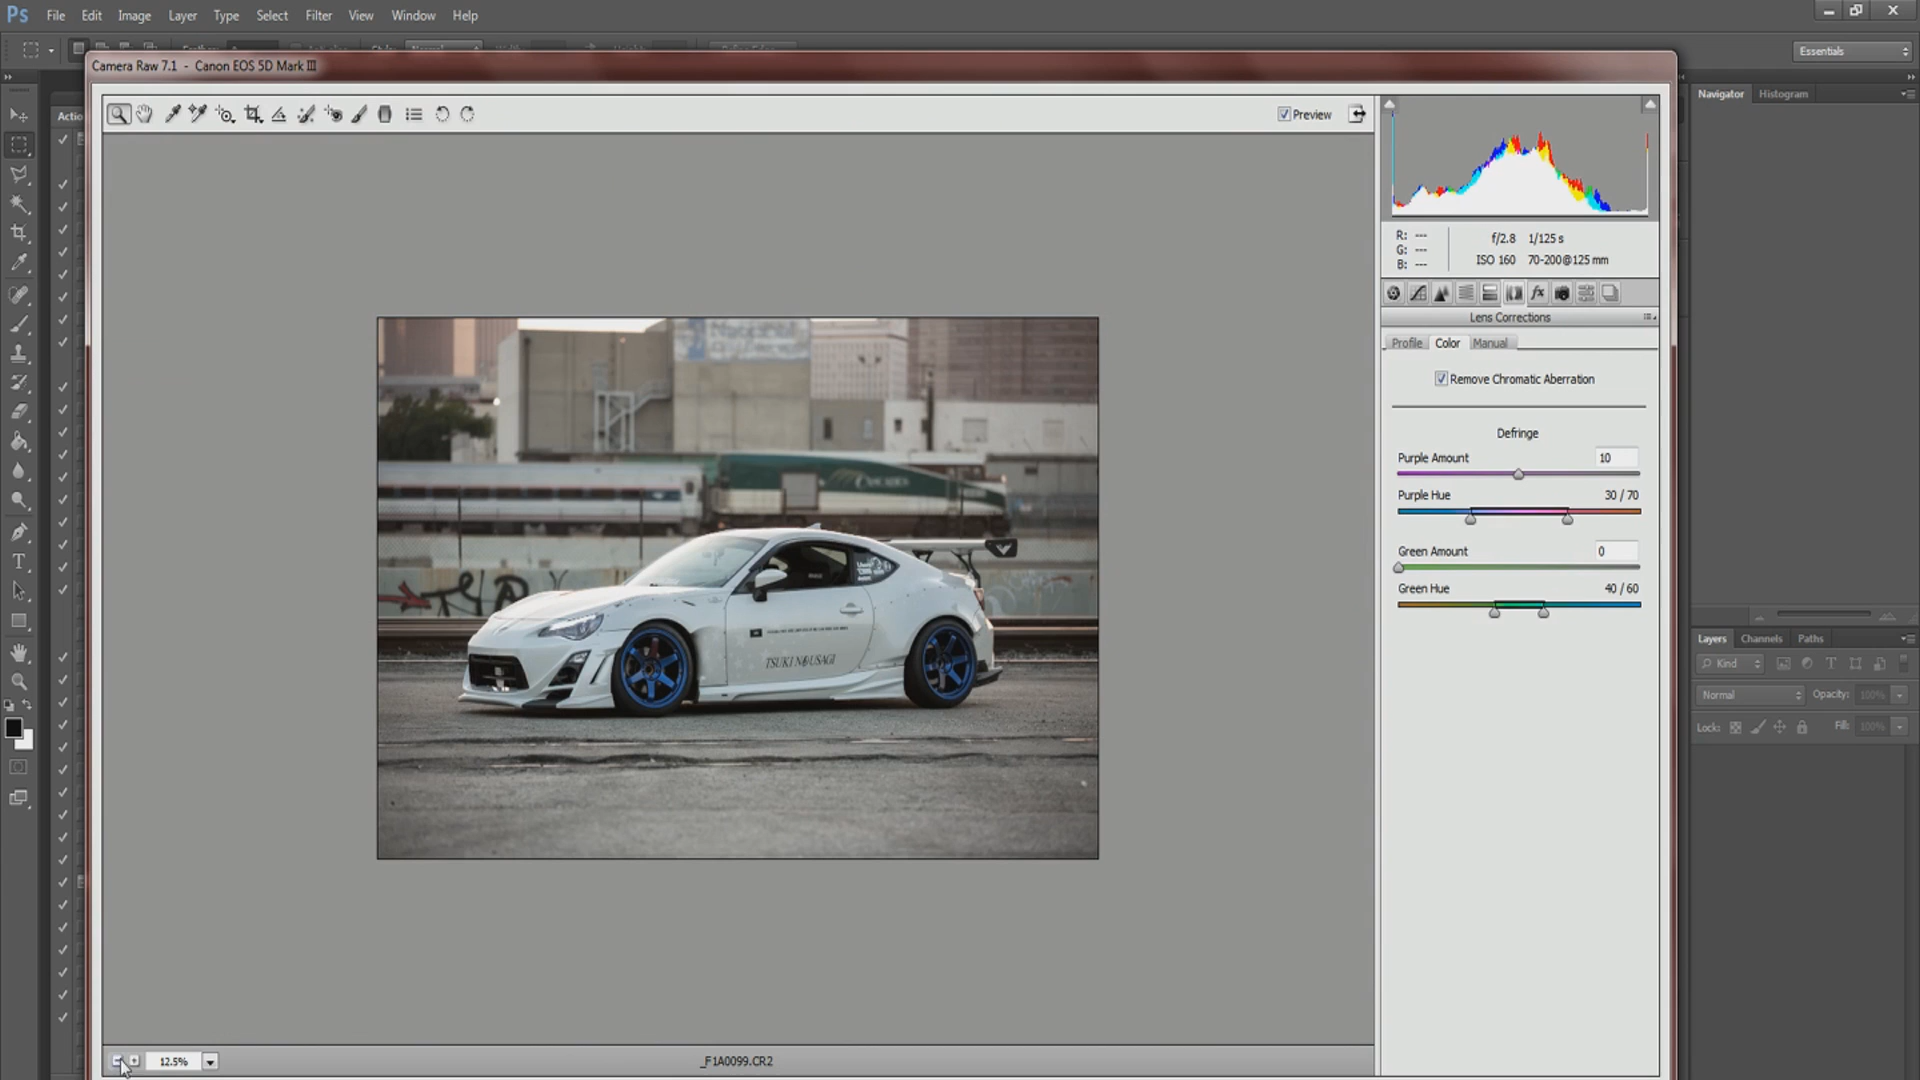 Ps File Edit Image Layer Type Select Filter View Window Help
Essentials
Camera Raw 7.1 - Canon EOS 5D Mark III
Actio
Preview
Navigator Histogram
R: ---
G: ---
B: ---
f/2.8 1/125 s
ISO 160 70-200@125 mm
Lens Corrections
Profile Color Manual
Remove Chromatic Aberration
Defringe
Purple Amount 10
Purple Hue 30 / 70
Green Amount 0
Green Hue 40 / 60
Layers Channels Paths
Kind
Normal Opacity: 100%
Lock: Fill: 100%
CASCADES
TSUKI NO USAGI
12.5%
_F1A0099.CR2